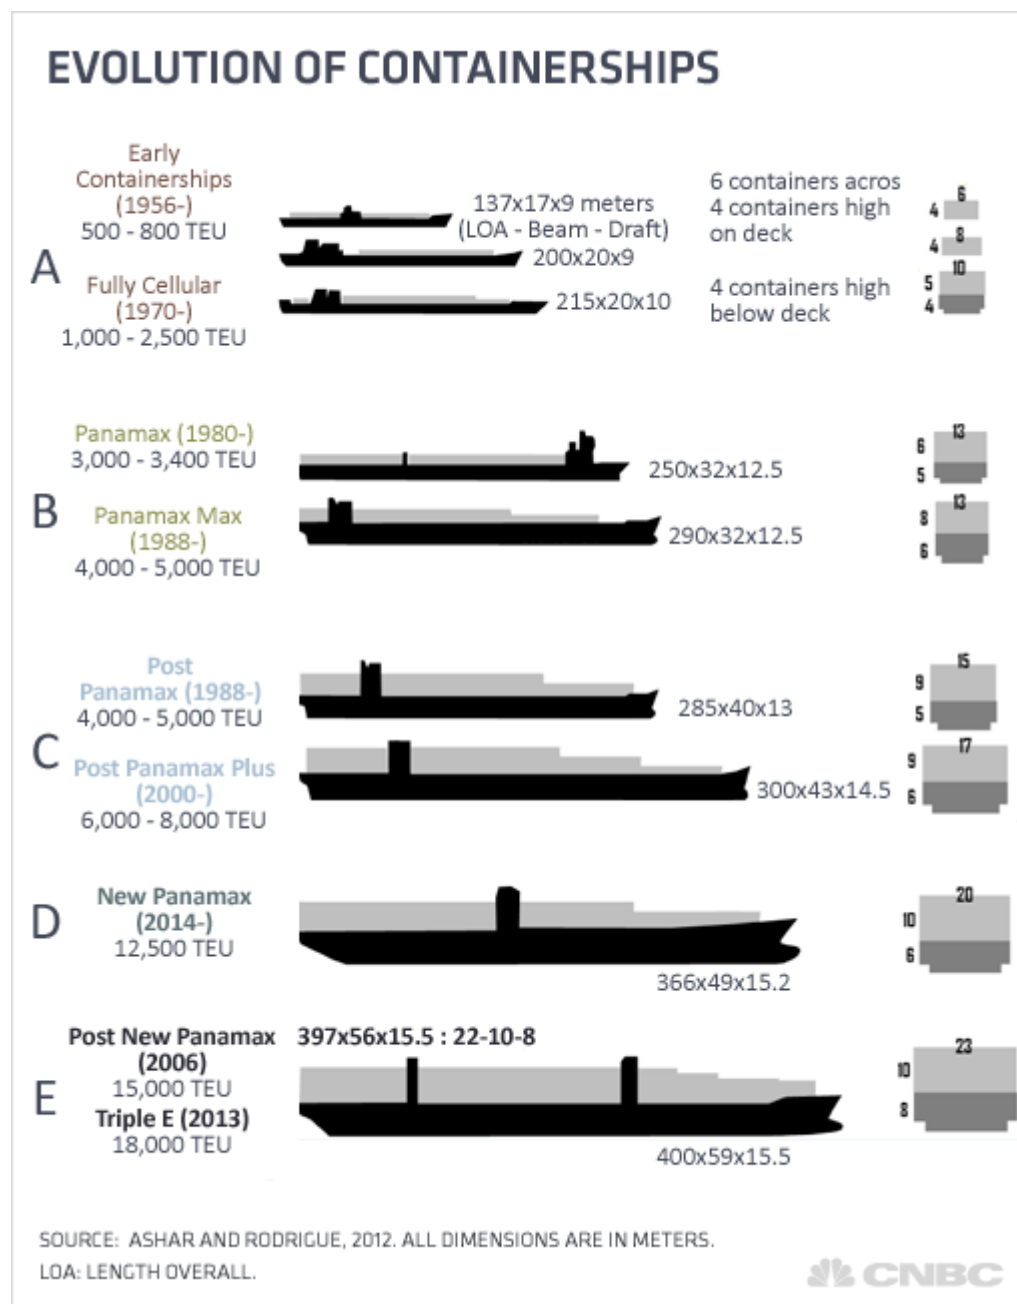 EVOLUTION OF CONTAINERSHIPS
A
Early
Containerships
(1956-)
500 - 800 TEU
137x17x9 meters
(LOA - Beam - Draft)
200x20x9
6 containers acros
4 containers high
on deck
6
4
8
4
Fully Cellular
(1970-)
1,000 - 2,500 TEU
215x20x10
4 containers high
below deck
10
5
4
B
Panamax (1980-)
3,000 - 3,400 TEU
250x32x12.5
13
6
5
Panamax Max
(1988-)
4,000 - 5,000 TEU
290x32x12.5
13
8
6
C
Post
Panamax (1988-)
4,000 - 5,000 TEU
285x40x13
15
9
5
Post Panamax Plus
(2000-)
6,000 - 8,000 TEU
300x43x14.5
17
9
6
D
New Panamax
(2014-)
12,500 TEU
366x49x15.2
20
10
6
E
Post New Panamax
(2006)
15,000 TEU
397x56x15.5 : 22-10-8
Triple E (2013)
18,000 TEU
400x59x15.5
23
10
8
SOURCE: ASHAR AND RODRIGUE, 2012. ALL DIMENSIONS ARE IN METERS.
LOA: LENGTH OVERALL.
CNBC